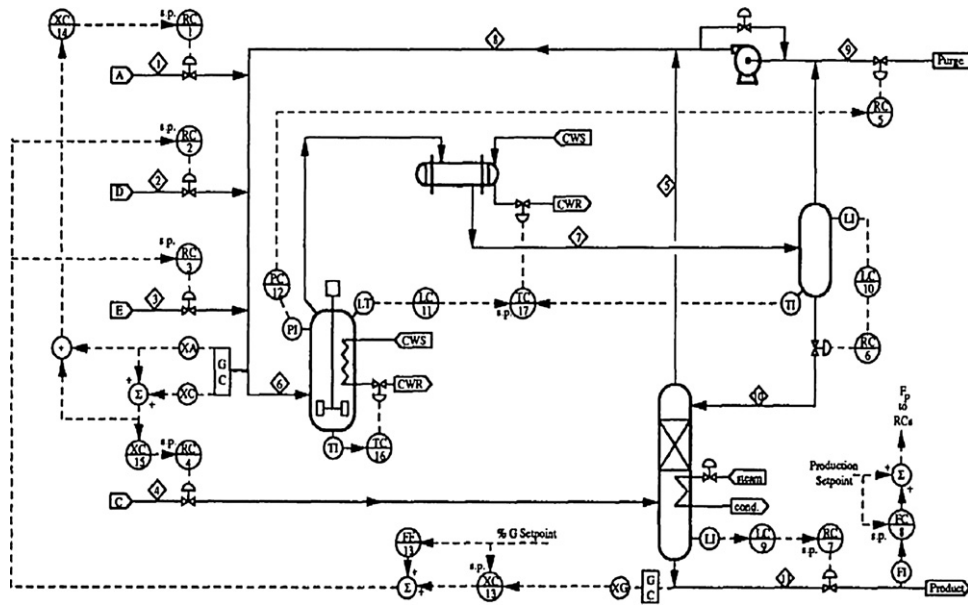 XC 14
s.p.
RC 1
8
9
Purge
A
1
RC 5
s.p.
RC 2
CWS
D
2
5
CWR
LI
s.p.
RC 3
7
PC 12
LC 10
E
3
LT
LC 11
s.p.
TC 17
TI
PI
RC 6
+
XA
G C
CWS
6
CWR
10
F_p to RCs
+
Σ
+
XC
TI
TC 16
XC 15
s.p.
RC 4
steam
Production Setpoint
+
Σ
+
C
4
cond.
FC 8
s.p.
FF 13
% G Setpoint
LI
LC 9
s.p.
RC 7
s.p.
XC 13
+
Σ
+
XG
G C
11
FI
Product